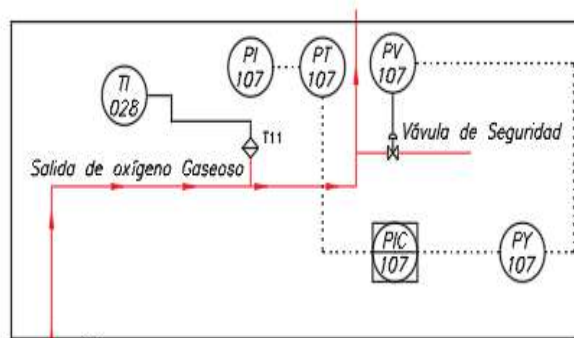 PI
107
PT
107
PV
107
TI
028
T11
Vávula de Seguridad
Salida de oxígeno Gaseoso
PIC
107
PY
107